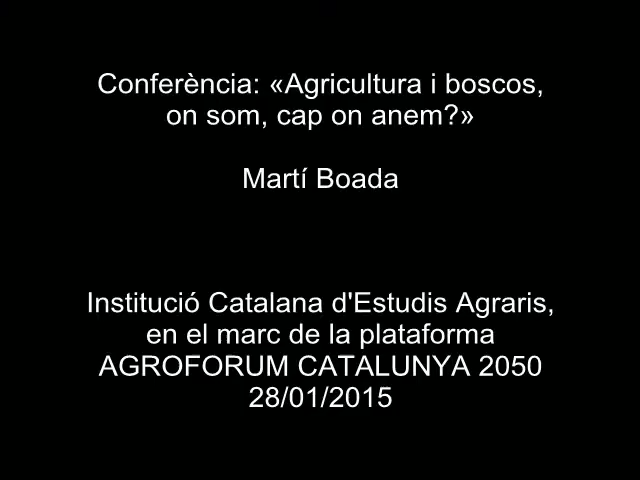 Conferència: «Agricultura i boscos,
on som, cap on anem?»
Martí Boada
Institució Catalana d'Estudis Agraris,
en el marc de la plataforma
AGROFORUM CATALUNYA 2050
28/01/2015